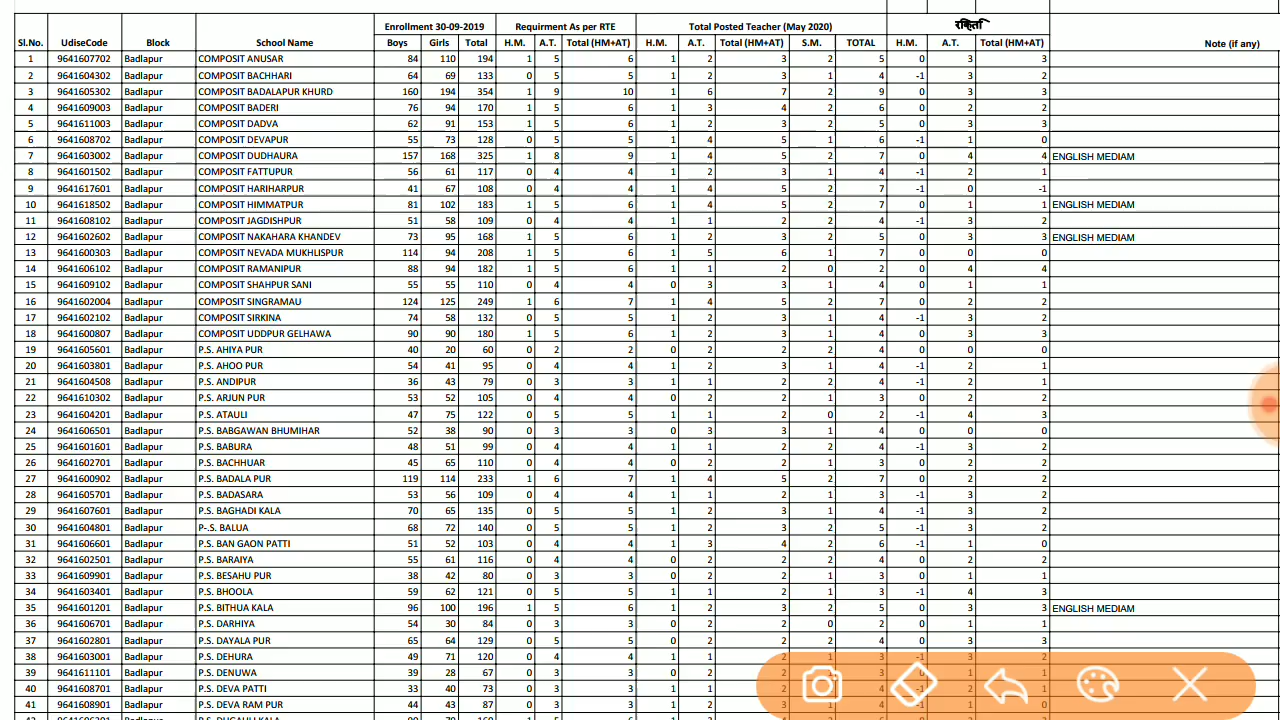 Enrollment 30-09-2019 Requirment As per RTE Total Posted Teacher (May 2020)
Sl.No. UdiseCode Block School Name Boys Girls Total H.M. A.T. Total (HM+AT) H.M. A.T. Total (HM+AT) S.M. TOTAL H.M. A.T. Total (HM+AT) Note (if any)
1 9641607702 Badlapur COMPOSIT ANUSAR 84 110 194 1 5 6 1 2 3 2 5 0 3 3
2 9641604302 Badlapur COMPOSIT BACHHARI 64 69 133 0 5 5 1 2 3 1 4 -1 3 2
3 9641605302 Badlapur COMPOSIT BADALAPUR KHURD 160 194 354 1 9 10 1 6 7 2 9 0 3 3
4 9641609003 Badlapur COMPOSIT BADERI 76 94 170 1 5 6 1 3 4 2 6 0 2 2
5 9641611003 Badlapur COMPOSIT DADVA 62 91 153 1 5 6 1 2 3 2 5 0 3 3
6 9641608702 Badlapur COMPOSIT DEVAPUR 55 73 128 0 5 5 1 4 5 1 6 -1 1 0
7 9641603002 Badlapur COMPOSIT DUDHAURA 157 168 325 1 8 9 1 4 5 2 7 0 4 4 ENGLISH MEDIAM
8 9641601502 Badlapur COMPOSIT FATTUPUR 56 61 117 0 4 4 1 2 3 1 4 -1 2 1
9 9641617601 Badlapur COMPOSIT HARIHARPUR 41 67 108 0 4 4 1 4 5 2 7 -1 0 -1
10 9641618502 Badlapur COMPOSIT HIMMATPUR 81 102 183 1 5 6 1 4 5 2 7 0 1 1 ENGLISH MEDIAM
11 9641608102 Badlapur COMPOSIT JAGDISHPUR 51 58 109 0 4 4 1 1 2 2 4 -1 3 2
12 9641602602 Badlapur COMPOSIT NAKAHARA KHANDEV 73 95 168 1 5 6 1 2 3 2 5 0 3 3 ENGLISH MEDIAM
13 9641600303 Badlapur COMPOSIT NEVADA MUKHLISPUR 114 94 208 1 5 6 1 5 6 1 7 0 0 0
14 9641606102 Badlapur COMPOSIT RAMANIPUR 88 94 182 1 5 6 1 1 2 0 2 0 4 4
15 9641609102 Badlapur COMPOSIT SHAHPUR SANI 55 55 110 0 4 4 0 3 3 1 4 0 1 1
16 9641602004 Badlapur COMPOSIT SINGRAMAU 124 125 249 1 6 7 1 4 5 2 7 0 2 2
17 9641602102 Badlapur COMPOSIT SIRKINA 74 58 132 0 5 5 1 2 3 1 4 -1 3 2
18 9641600807 Badlapur COMPOSIT UDDPUR GELHAWA 90 90 180 1 5 6 1 2 3 1 4 0 3 3
19 9641605601 Badlapur P.S. AHIYA PUR 40 20 60 0 2 2 0 2 2 2 4 0 0 0
20 9641603801 Badlapur P.S. AHOO PUR 54 41 95 0 4 4 1 2 3 1 4 -1 2 1
21 9641604508 Badlapur P.S. ANDIPUR 36 43 79 0 3 3 1 1 2 2 4 -1 2 1
22 9641610302 Badlapur P.S. ARJUN PUR 53 52 105 0 4 4 0 2 2 1 3 0 2 2
23 9641604201 Badlapur P.S. ATAULI 47 75 122 0 5 5 1 1 2 0 2 -1 4 3
24 9641606501 Badlapur P.S. BABGAWAN BHUMIHAR 52 38 90 0 3 3 0 3 3 1 4 0 0 0
25 9641601601 Badlapur P.S. BABURA 48 51 99 0 4 4 1 1 2 2 4 -1 3 2
26 9641602701 Badlapur P.S. BACHHUAR 45 65 110 0 4 4 0 2 2 1 3 0 2 2
27 9641600902 Badlapur P.S. BADALA PUR 119 114 233 1 6 7 1 4 5 2 7 0 2 2
28 9641605701 Badlapur P.S. BADASARA 53 56 109 0 4 4 1 1 2 1 3 -1 3 2
29 9641607601 Badlapur P.S. BAGHADI KALA 70 65 135 0 5 5 1 2 3 1 4 -1 3 2
30 9641604801 Badlapur P-.S. BALUA 68 72 140 0 5 5 1 2 3 2 5 -1 3 2
31 9641606601 Badlapur P.S. BAN GAON PATTI 51 52 103 0 4 4 1 3 4 2 6 -1 1 0
32 9641602501 Badlapur P.S. BARAIYA 55 61 116 0 4 4 0 2 2 2 4 0 2 2
33 9641609901 Badlapur P.S. BESAHU PUR 38 42 80 0 3 3 0 2 2 1 3 0 1 1
34 9641603401 Badlapur P.S. BHOOLA 59 62 121 0 5 5 1 1 2 1 3 -1 4 3
35 9641601201 Badlapur P.S. BITHUA KALA 96 100 196 1 5 6 1 2 3 2 5 0 3 3 ENGLISH MEDIAM
36 9641606701 Badlapur P.S. DARHIYA 54 30 84 0 3 3 0 2 2 0 2 0 1 1
37 9641602801 Badlapur P.S. DAYALA PUR 65 64 129 0 5 5 0 2 2 2 4 0 3 3
38 9641603001 Badlapur P.S. DEHURA 49 71 120 0 4 4 1 1 2 1 3 -1 3 2
39 9641611101 Badlapur P.S. DENUWA 39 28 67 0 3 3 0 2 2 3 0 1 1
40 9641608701 Badlapur P.S. DEVA PATTI 33 40 73 0 3 3 1 1 2 4 2 1
41 9641608901 Badlapur P.S. DEVA RAM PUR 44 43 87 0 3 3 1 2 3 4 1 0